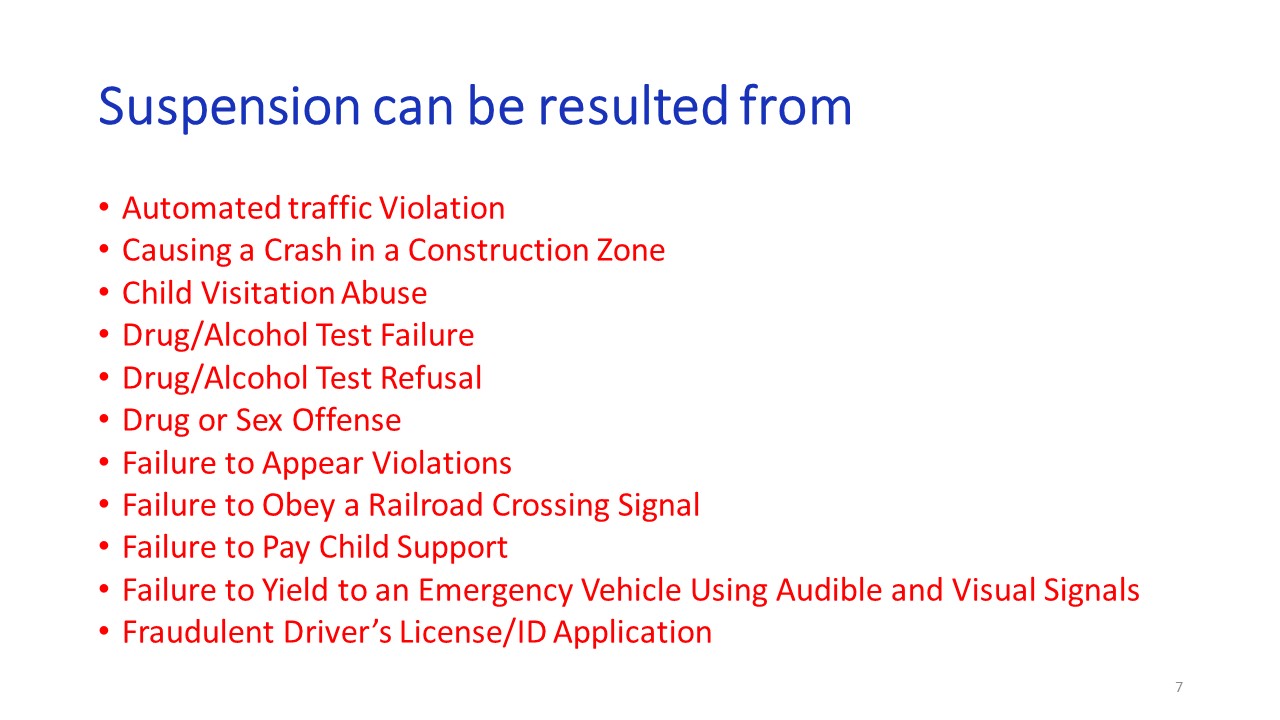 Suspension can be resulted from
• Automated traffic Violation
• Causing a Crash in a Construction Zone
• Child Visitation Abuse
• Drug/Alcohol Test Failure
• Drug/Alcohol Test Refusal
• Drug or Sex Offense
• Failure to Appear Violations
• Failure to Obey a Railroad Crossing Signal
• Failure to Pay Child Support
• Failure to Yield to an Emergency Vehicle Using Audible and Visual Signals
• Fraudulent Driver’s License/ID Application
7